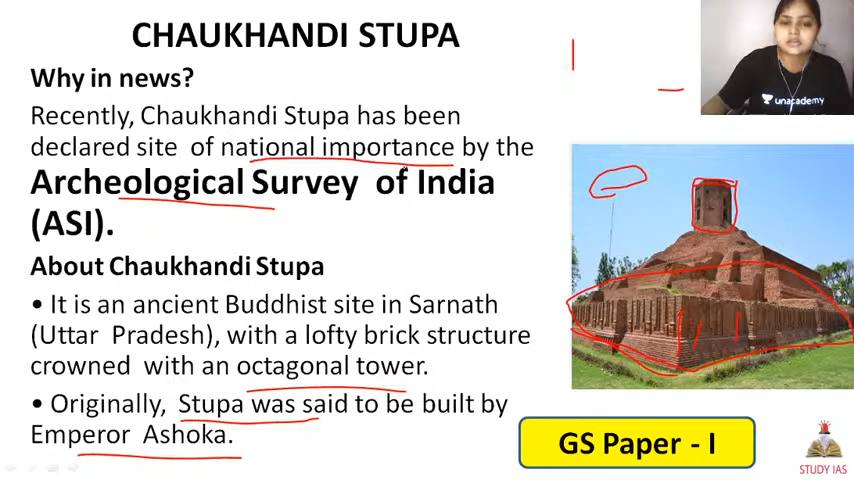 CHAUKHANDI STUPA
Why in news?
Recently, Chaukhandi Stupa has been
declared site of national importance by the
Archeological Survey of India
(ASI).
About Chaukhandi Stupa
• It is an ancient Buddhist site in Sarnath
(Uttar Pradesh), with a lofty brick structure
crowned with an octagonal tower.
• Originally, Stupa was said to be built by
Emperor Ashoka.
unacademy
GS Paper - I
STUDY IAS